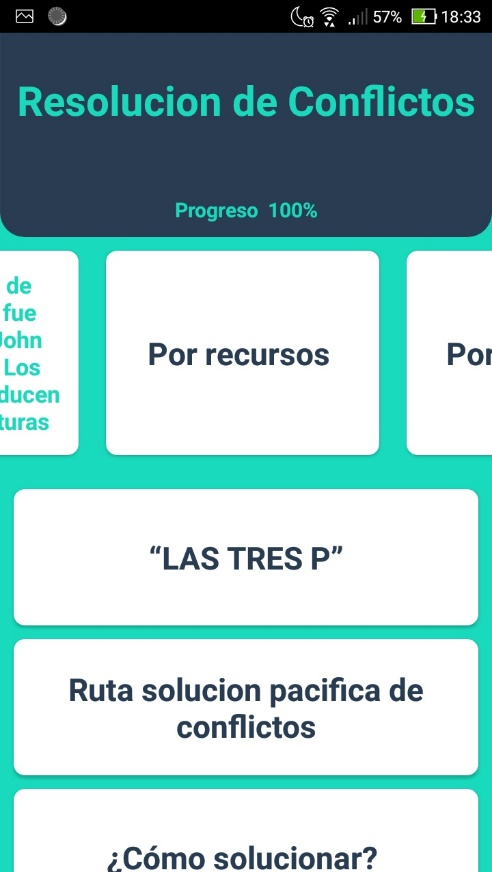 57% 18:33
Resolucion de Conflictos
Progreso 100%
de
fue
John
Los
ducen
turas
Por recursos
Por
“LAS TRES P”
Ruta solucion pacifica de
conflictos
¿Cómo solucionar?